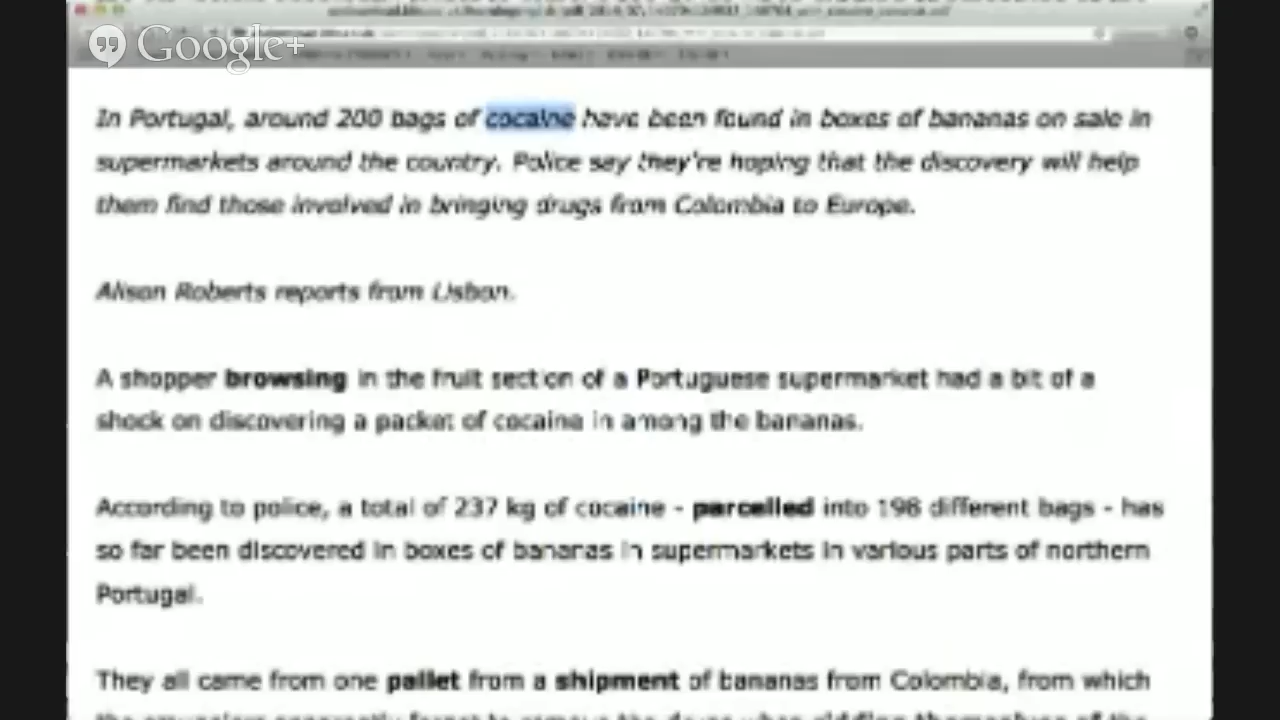 Google+
In Portugal, around 200 bags of cocaine have been found in boxes of bananas on sale in
supermarkets around the country. Police say they're hoping that the discovery will help
them find those involved in bringing drugs from Colombia to Europe.
Alison Roberts reports from Lisbon.
A shopper browsing in the fruit section of a Portuguese supermarket had a bit of a
shock on discovering a packet of cocaine in among the bananas.
According to police, a total of 237 kg of cocaine - parcelled into 198 different bags - has
so far been discovered in boxes of bananas in supermarkets in various parts of northern
Portugal.
They all came from one pallet from a shipment of bananas from Colombia, from which